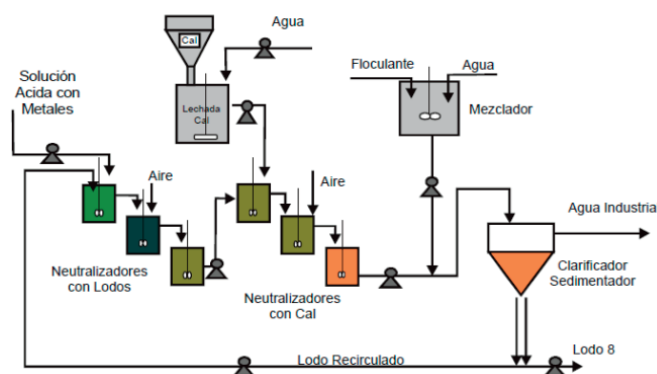 Cal
Agua
Solución
Acida con
Metales
Lechada
Cal
Floculante
Agua
Mezclador
Aire
Aire
Agua Industria
Neutralizadores
con Lodos
Neutralizadores
con Cal
Clarificador
Sedimentador
Lodo Recirculado
Lodo 8